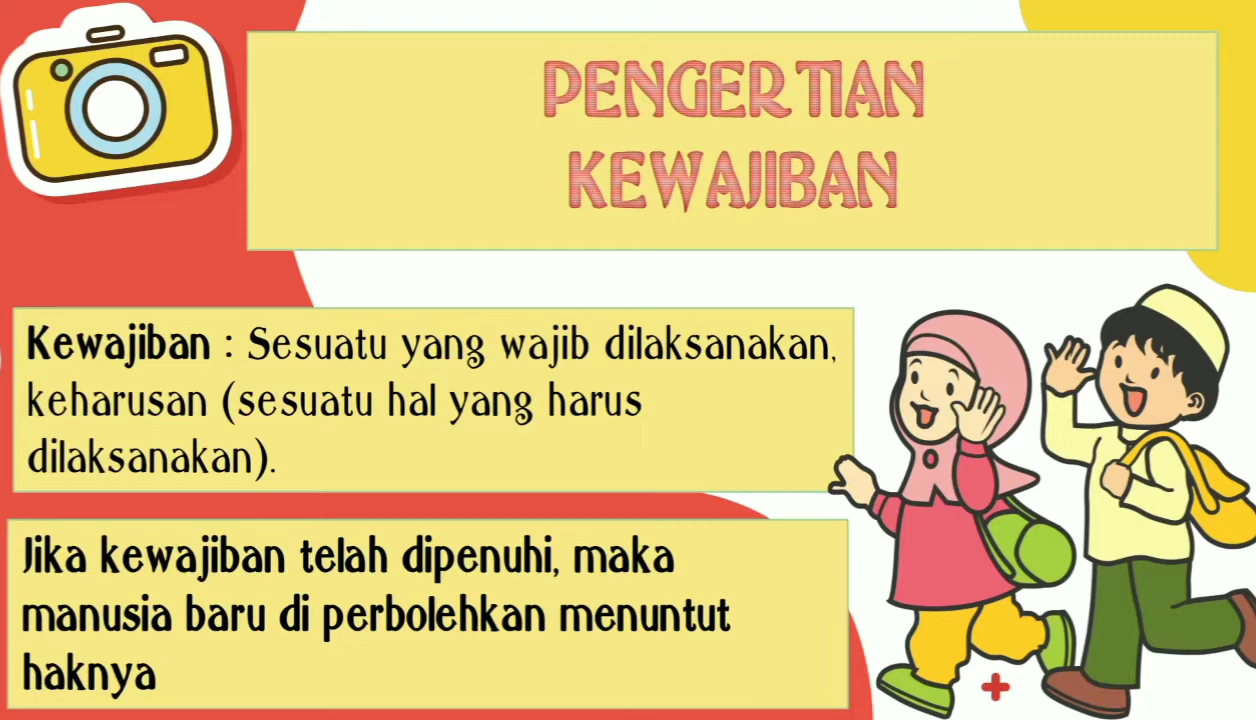 PENGERTIAN
KEWAJIBAN
Kewajiban : Sesuatu yang wajib dilaksanakan,
keharusan (sesuatu hal yang harus
dilaksanakan).
Jika kewajiban telah dipenuhi, maka
manusia baru di perbolehkan menuntut
haknya